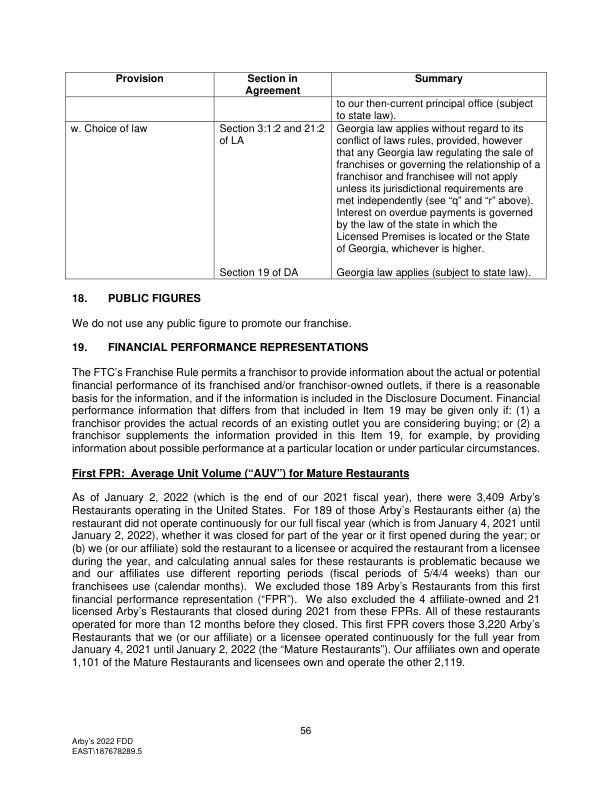 Provision
Section in
Agreement
Summary
to our then-current principal office (subject
to state law).
w. Choice of law
Section 3:1:2 and 21:2
of LA
Georgia law applies without regard to its
conflict of laws rules, provided, however
that any Georgia law regulating the sale of
franchises or governing the relationship of a
franchisor and franchisee will not apply
unless its jurisdictional requirements are
met independently (see “q” and “r” above).
Interest on overdue payments is governed
by the law of the state in which the
Licensed Premises is located or the State
of Georgia, whichever is higher.
Section 19 of DA
Georgia law applies (subject to state law).
18. PUBLIC FIGURES
We do not use any public figure to promote our franchise.
19. FINANCIAL PERFORMANCE REPRESENTATIONS
The FTC’s Franchise Rule permits a franchisor to provide information about the actual or potential
financial performance of its franchised and/or franchisor-owned outlets, if there is a reasonable
basis for the information, and if the information is included in the Disclosure Document. Financial
performance information that differs from that included in Item 19 may be given only if: (1) a
franchisor provides the actual records of an existing outlet you are considering buying; or (2) a
franchisor supplements the information provided in this Item 19, for example, by providing
information about possible performance at a particular location or under particular circumstances.
First FPR: Average Unit Volume (“AUV”) for Mature Restaurants
As of January 2, 2022 (which is the end of our 2021 fiscal year), there were 3,409 Arby’s
Restaurants operating in the United States. For 189 of those Restaurants either (a) the
restaurant did not operate continuously for our full fiscal year (which is from January 4, 2021 until
January 2, 2022), whether it was closed for part of the year or it first opened during the year; or
(b) we (or our affiliate) sold the restaurant to a licensee or acquired the restaurant from a licensee
during the year, and calculating annual sales for these restaurants is problematic because we
and our affiliates use different reporting periods (fiscal periods of 5/4/4 weeks) than our
franchisees use (calendar months). We excluded those 189 Arby’s Restaurants from this first
financial performance representation (“FPR”). We also excluded the 4 affiliate-owned and 21
licensed Arby’s Restaurants that closed during 2021 from these FPRs. All of these restaurants
operated for more than 12 months before they closed. This first FPR covers those 3,220 Arby’s
Restaurants that we (or our affiliate) or a licensee operated continuously for the full year from
January 4, 2021 until January 2, 2022 (the “Mature Restaurants”). Our affiliates own and operate
1,101 of the Mature Restaurants and licensees own and operate the other 2,119.
56
Arby’s 2022 FDD
EAST\187678289.5